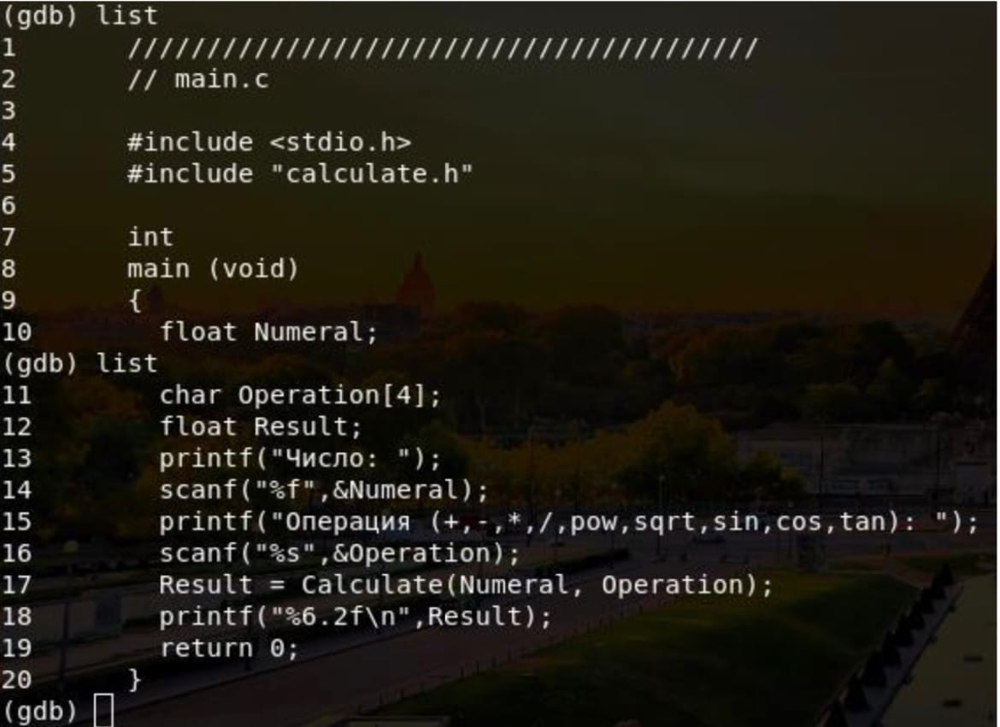 (gdb) list
1       ////////////////////////////////////////
2       // main.c
3
4       #include <stdio.h>
5       #include "calculate.h"
6
7       int
8       main (void)
9       {
10        float Numeral;
(gdb) list
11        char Operation[4];
12        float Result;
13        printf("Число: ");
14        scanf("%f",&Numeral);
15        printf("Операция (+,-,*,/,pow,sqrt,sin,cos,tan): ");
16        scanf("%s",&Operation);
17        Result = Calculate(Numeral, Operation);
18        printf("%6.2f\n",Result);
19        return 0;
20      }
(gdb)